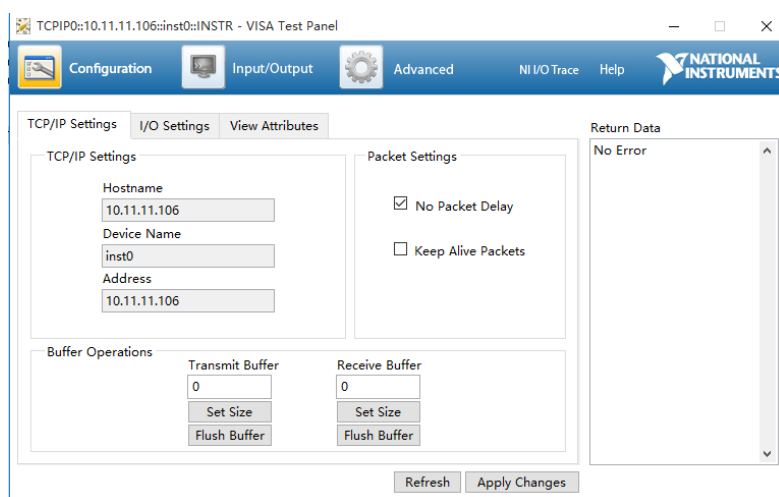 TCPIP0::10.11.11.106::inst0::INSTR - VISA Test Panel
Configuration
Input/Output
Advanced
NI I/O Trace
Help
NATIONAL
INSTRUMENTS
TCP/IP Settings
I/O Settings
View Attributes
TCP/IP Settings
Hostname
10.11.11.106
Device Name
inst0
Address
10.11.11.106
Packet Settings
No Packet Delay
Keep Alive Packets
Buffer Operations
Transmit Buffer
0
Set Size
Flush Buffer
Receive Buffer
0
Set Size
Flush Buffer
Return Data
No Error
Refresh
Apply Changes